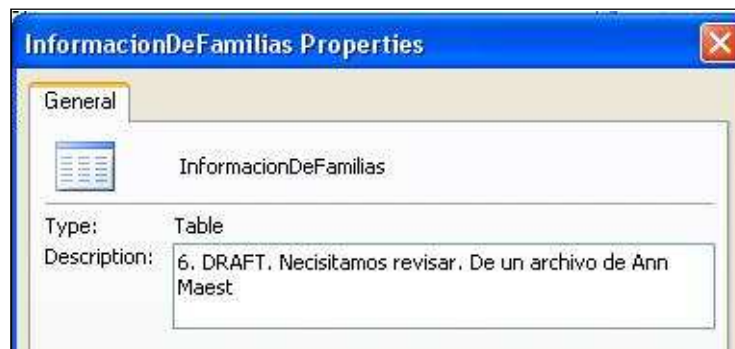 InformacionDeFamilias Properties
General
InformacionDeFamilias
Type: Table
Description: 6. DRAFT. Necisitamos revisar. De un archivo de Ann
Maest